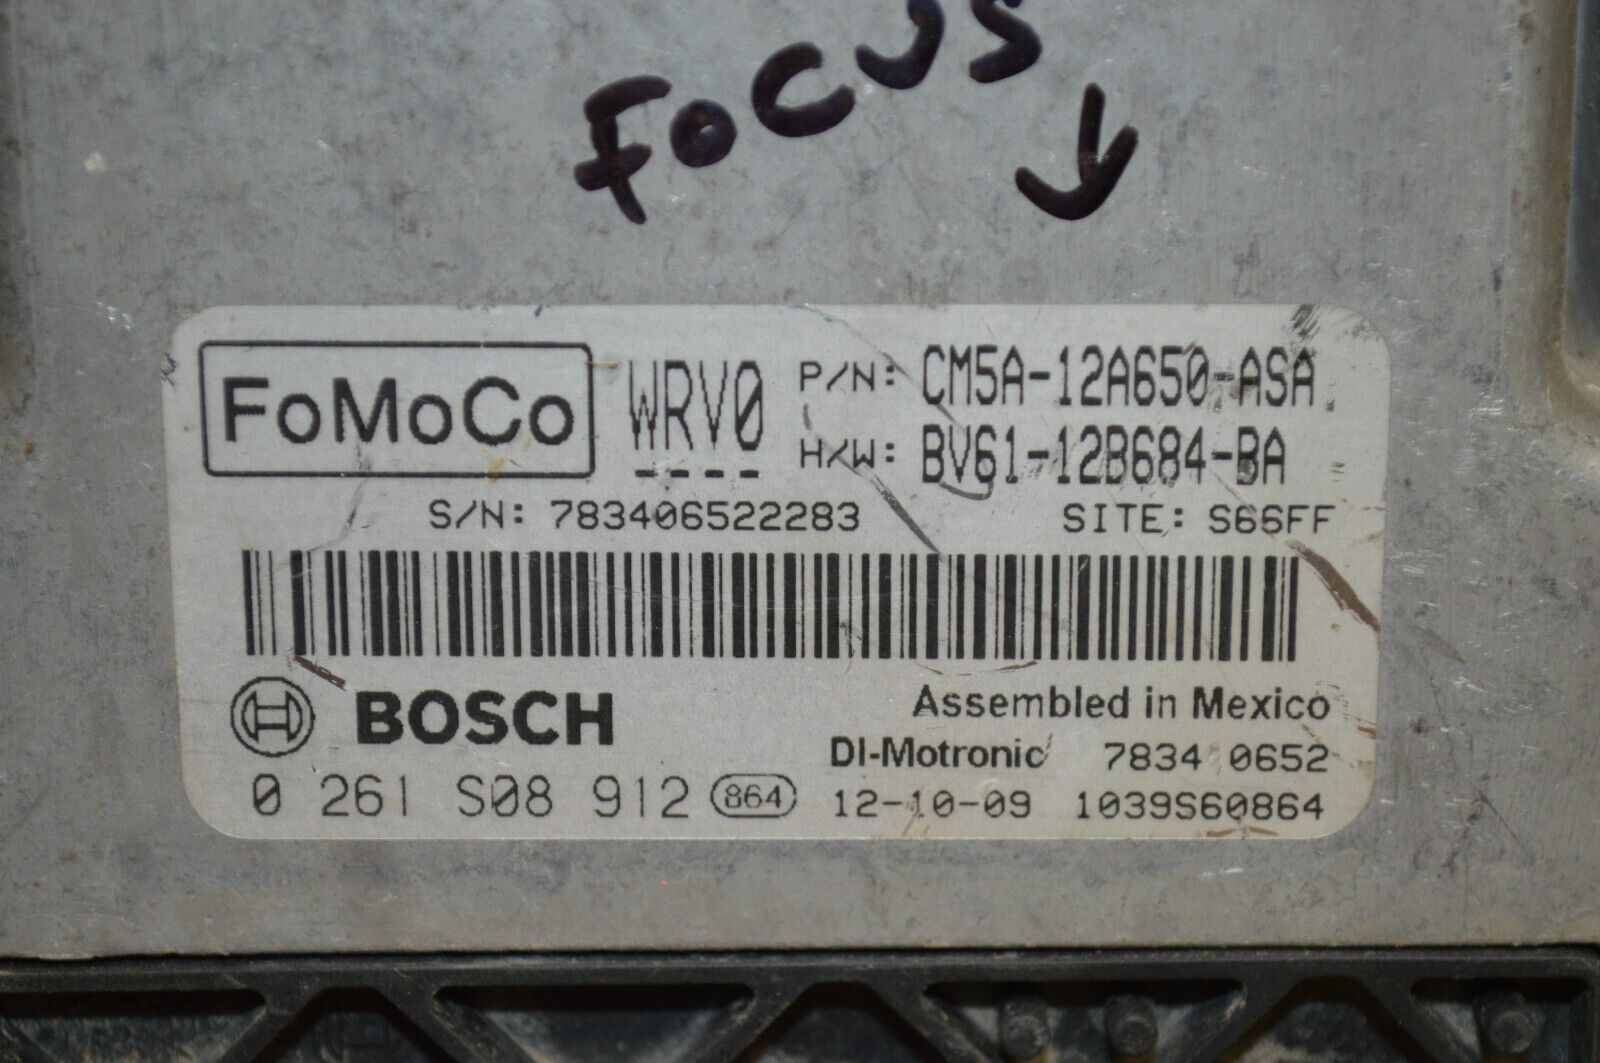 FOCUS
FoMoCo WRV0 P/N: CM5A-12A650-ASA
H/W: BV61-12B684-BA
S/N: 783406522283 SITE: S66FF
BOSCH Assembled in Mexico
DI-Motronic 7834 0652
0 261 S08 912 864 12-10-09 1039S60864